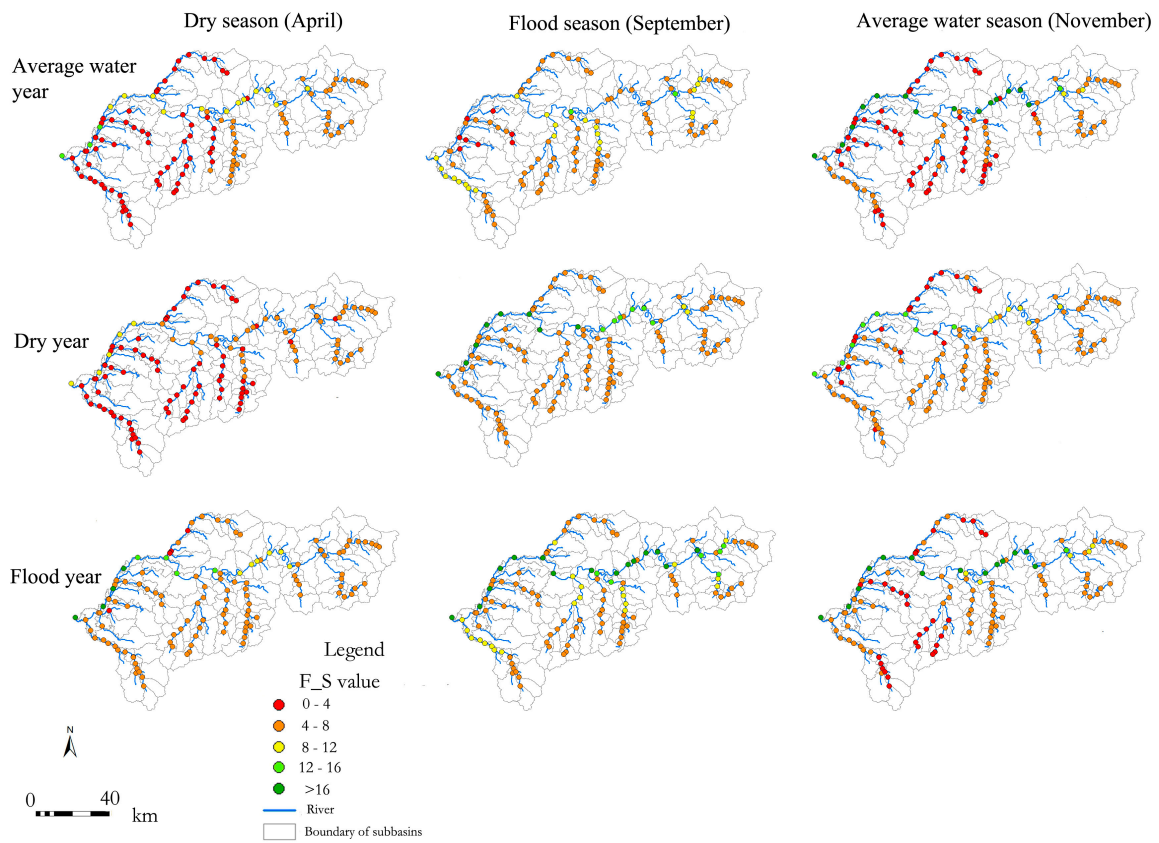 Dry season (April)
Flood season (September)
Average water season (November)
Average water
year
Dry year
Flood year
Legend
F_S value
0 - 4
4 - 8
8 - 12
12 - 16
>16
River
Boundary of subbasins
N
0 40
km